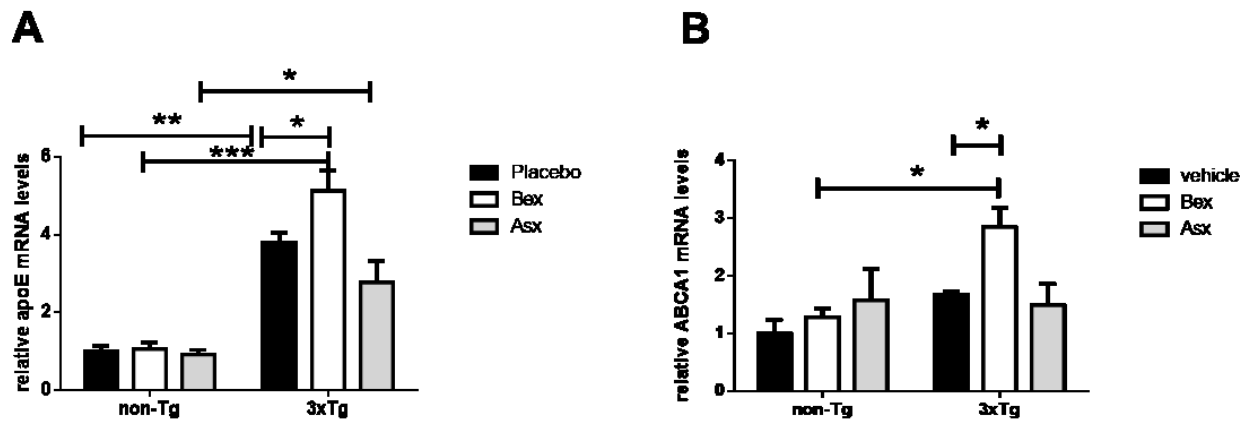 A
*
**
*
***
relative apoE mRNA levels
6
4
2
0
non-Tg
3xTg
Placebo
Bex
Asx
B
*
*
relative ABCA1 mRNA levels
4
3
2
1
0
non-Tg
3xTg
vehicle
Bex
Asx